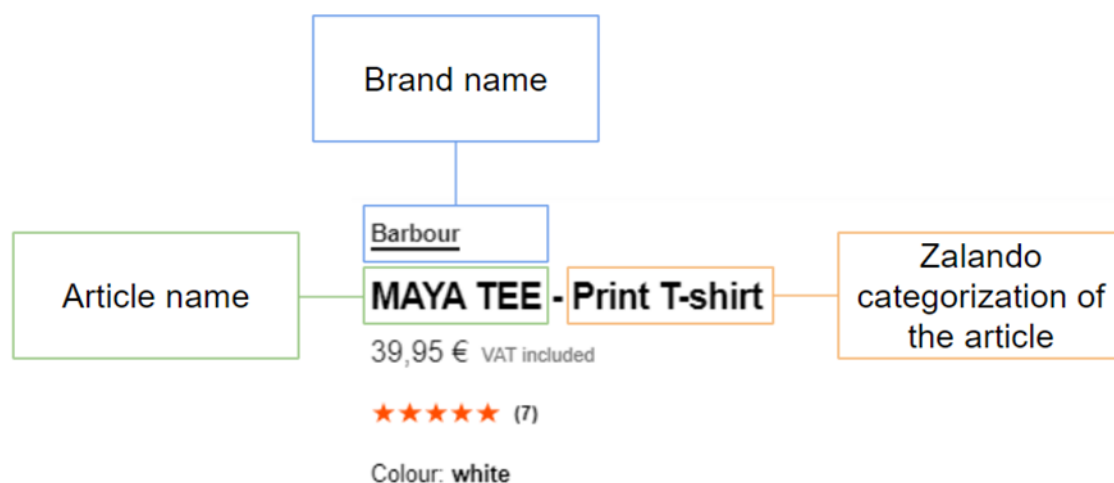 Brand name
Barbour
Article name
MAYA TEE - Print T-shirt
Zalando
categorization of
the article
39,95 € VAT included
★★★★★ (7)
Colour: white